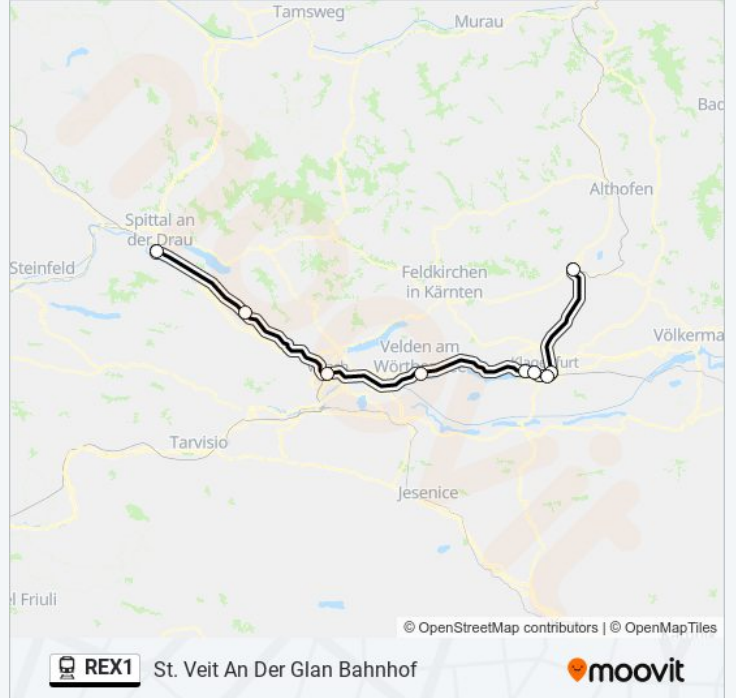 Tamsweg
Murau
Bad
Althofen
Spittal an
der Drau
Steinfeld
Feldkirchen
in Kärnten
Völkerma
Velden am
Klagenfurt
Tarvisio
Jesenice
el Friuli
© OpenStreetMap contributors | © OpenMapTiles
REX1 St. Veit An Der Glan Bahnhof
moovit